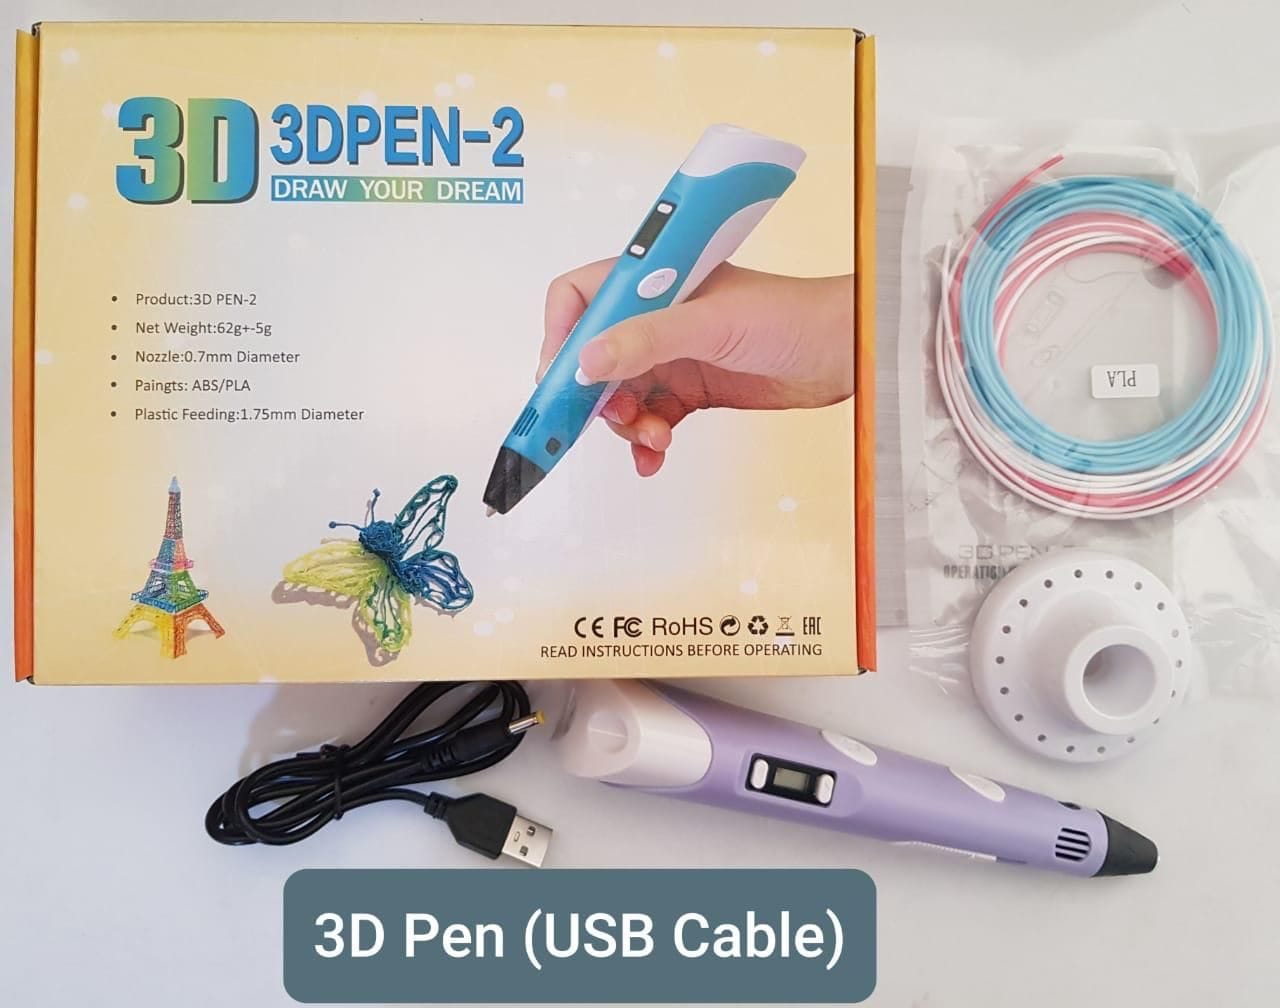 3D 3DPEN-2
DRAW YOUR DREAM
• Product:3D PEN-2
• Net Weight:62g+-5g
• Nozzle:0.7mm Diameter
• Paingts: ABS/PLA
• Plastic Feeding:1.75mm Diameter
CE FC RoHS EAC
READ INSTRUCTIONS BEFORE OPERATING
PLA
3D PEN
3D Pen (USB Cable)